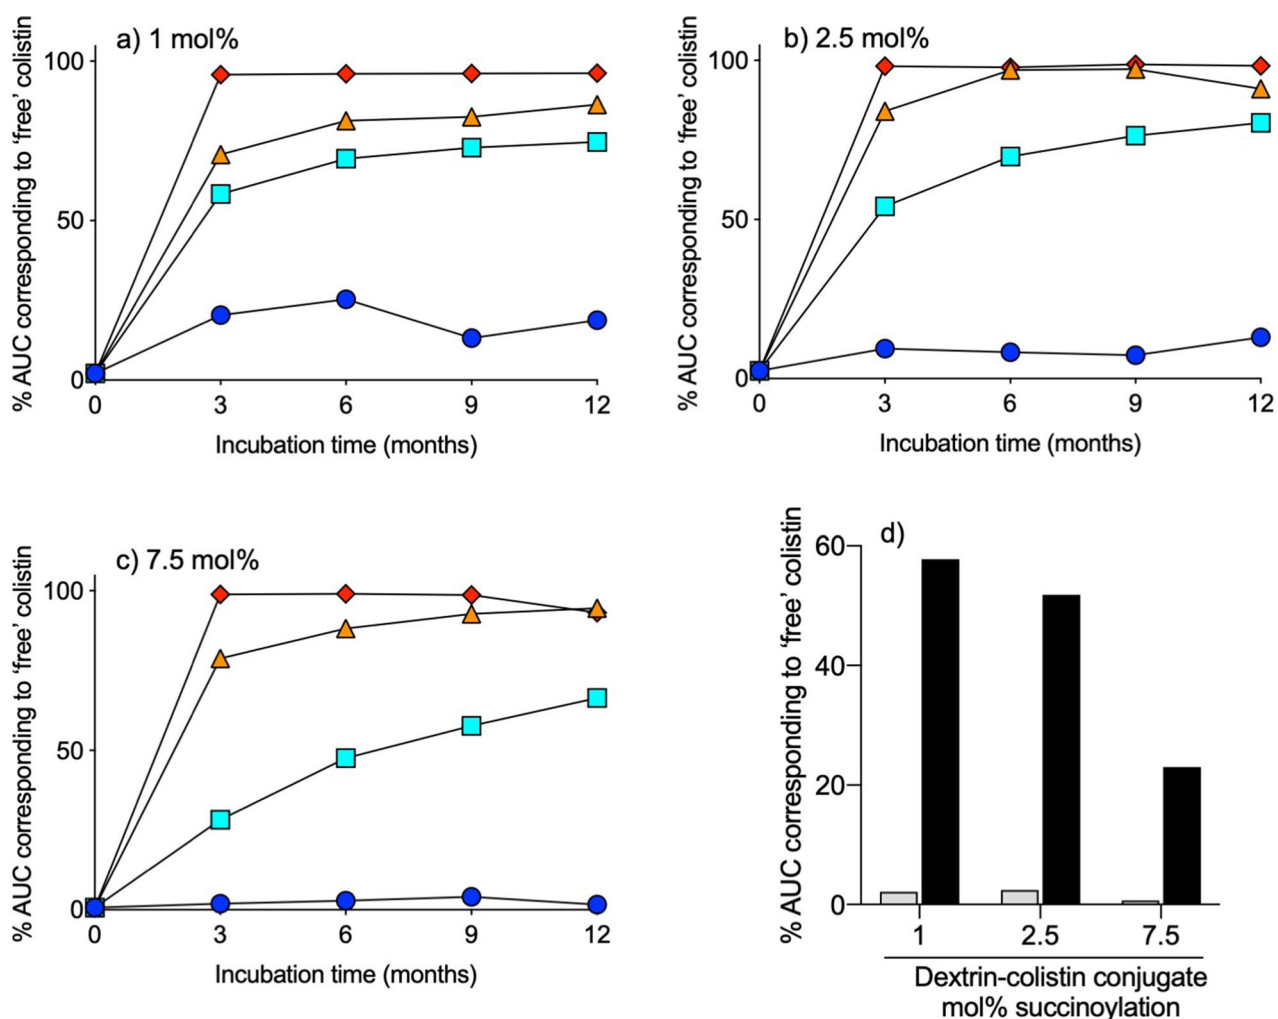 a) 1 mol%
% AUC corresponding to ‘free’ colistin
100
50
0
0 3 6 9 12
Incubation time (months)
b) 2.5 mol%
% AUC corresponding to ‘free’ colistin
100
50
0
0 3 6 9 12
Incubation time (months)
c) 7.5 mol%
% AUC corresponding to ‘free’ colistin
100
50
0
0 3 6 9 12
Incubation time (months)
d)
% AUC corresponding to ‘free’ colistin
60
40
20
0
1 2.5 7.5
Dextrin-colistin conjugate
mol% succinoylation